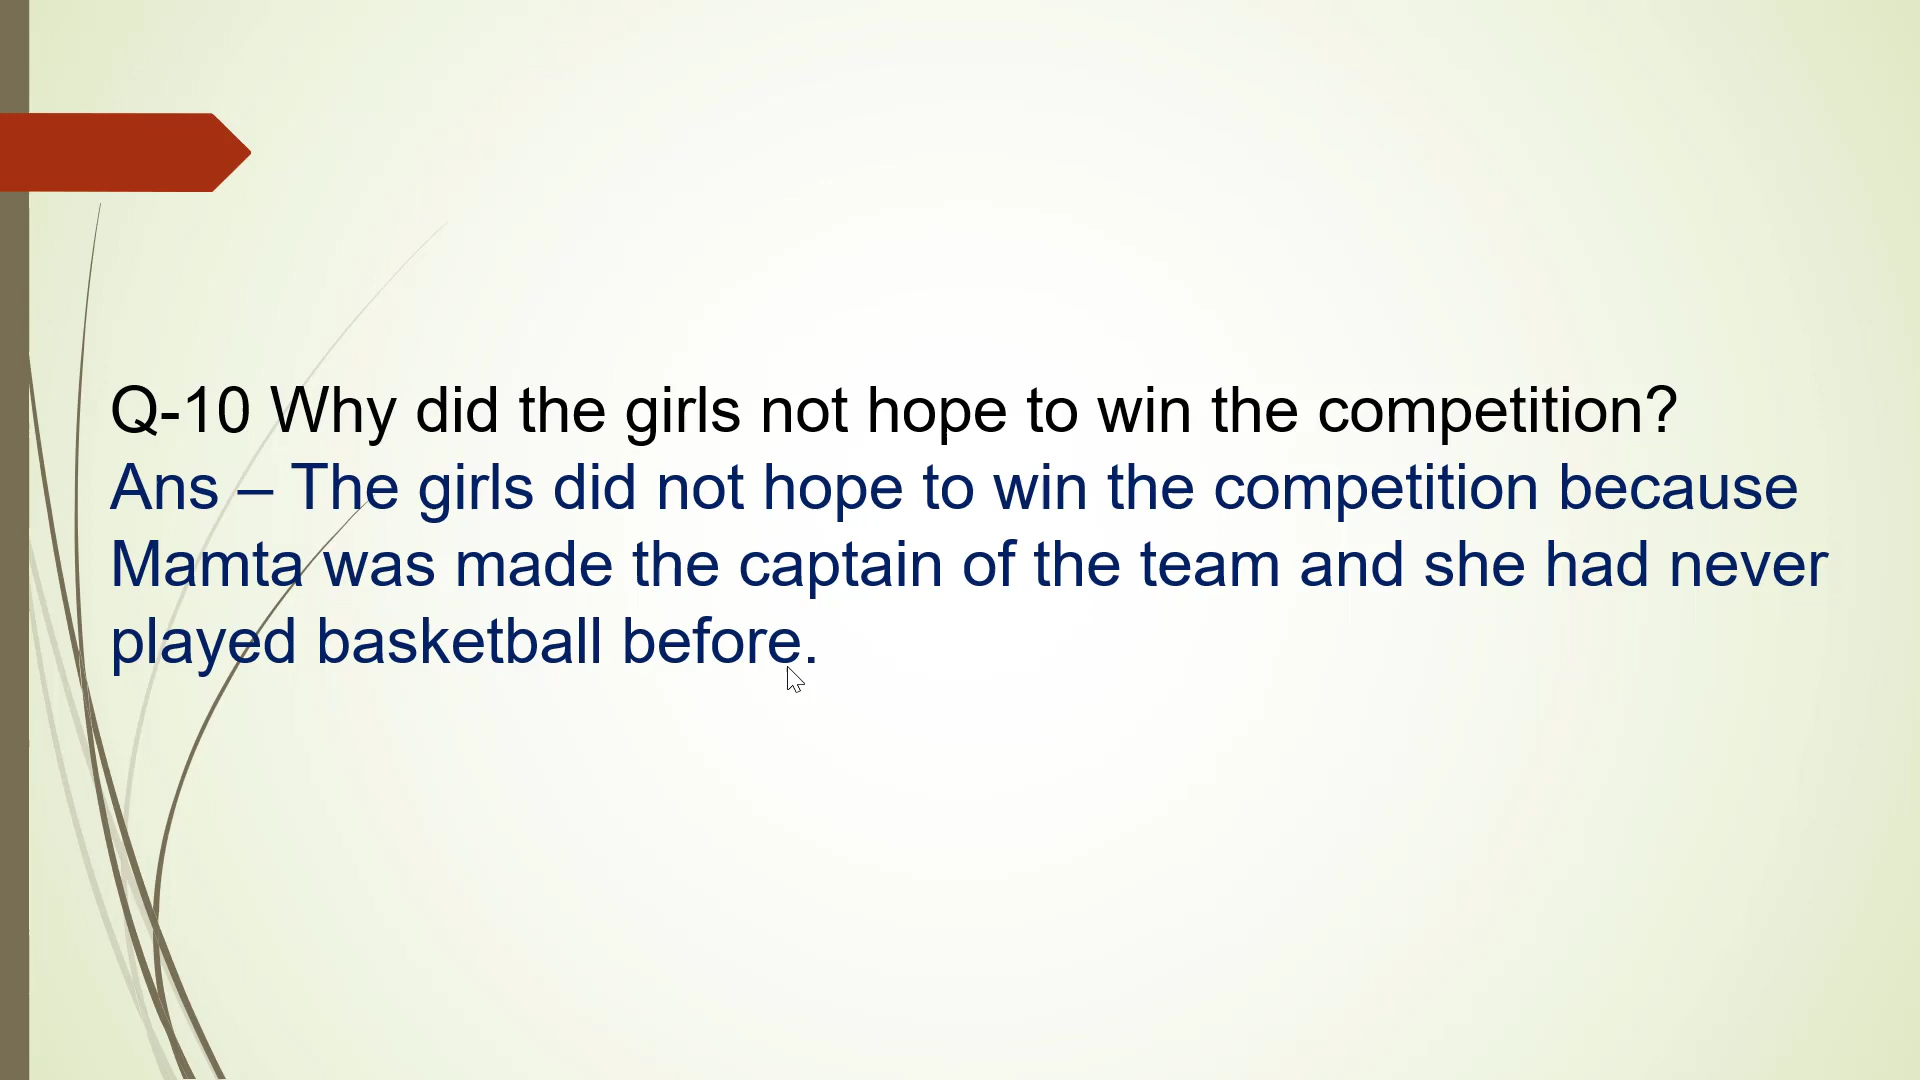 Q-10 Why did the girls not hope to win the competition?
Ans – The girls did not hope to win the competition because
Mamta was made the captain of the team and she had never
played basketball before.